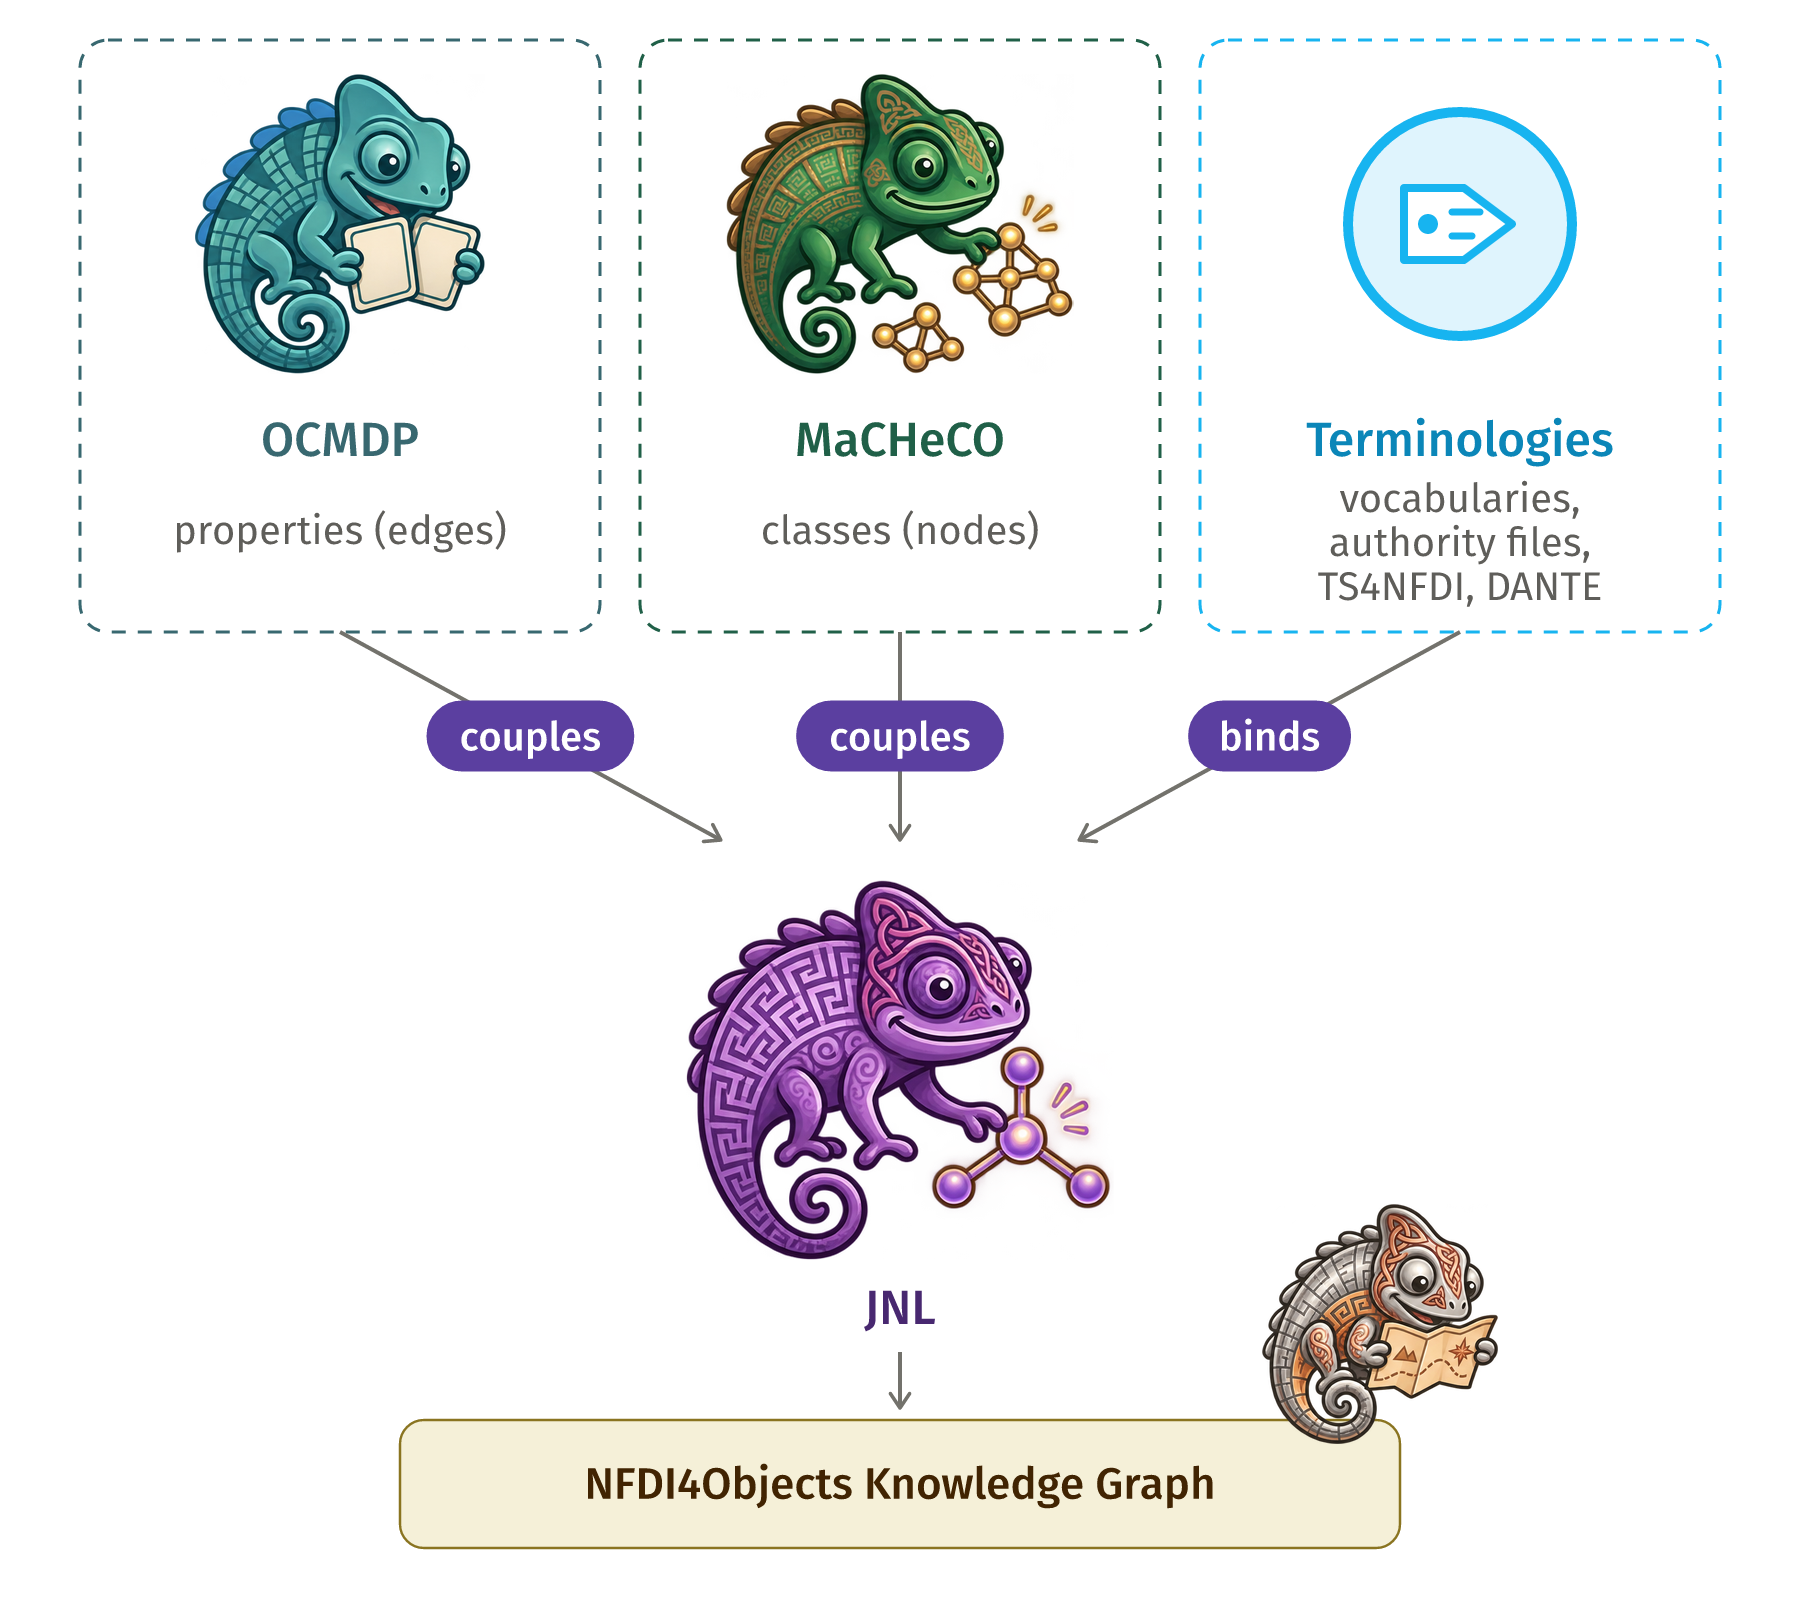 OCMDP
properties (edges)
MaCHeCO
classes (nodes)
Terminologies
vocabularies,
authority files,
TS4NFDI, DANTE
couples
couples
binds
JNL
NFDI4Objects Knowledge Graph